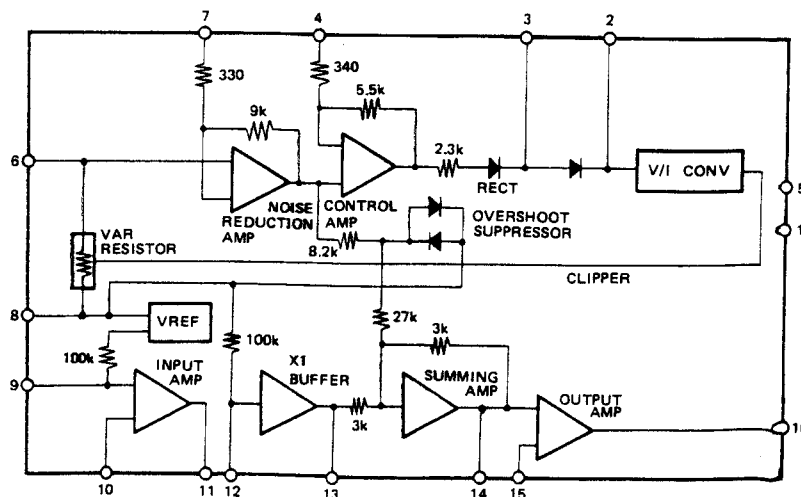 7
4
3
2
330
340
5.5k
9k
2.3k
6
V/I CONV
RECT
5
NOISE
REDUCTION
AMP
CONTROL
AMP
OVERSHOOT
SUPPRESSOR
1
VAR
RESISTOR
8.2k
CLIPPER
8
VREF
27k
100k
100k
3k
INPUT
AMP
X1
BUFFER
SUMMING
AMP
OUTPUT
AMP
9
3k
10
11
12
13
14
15